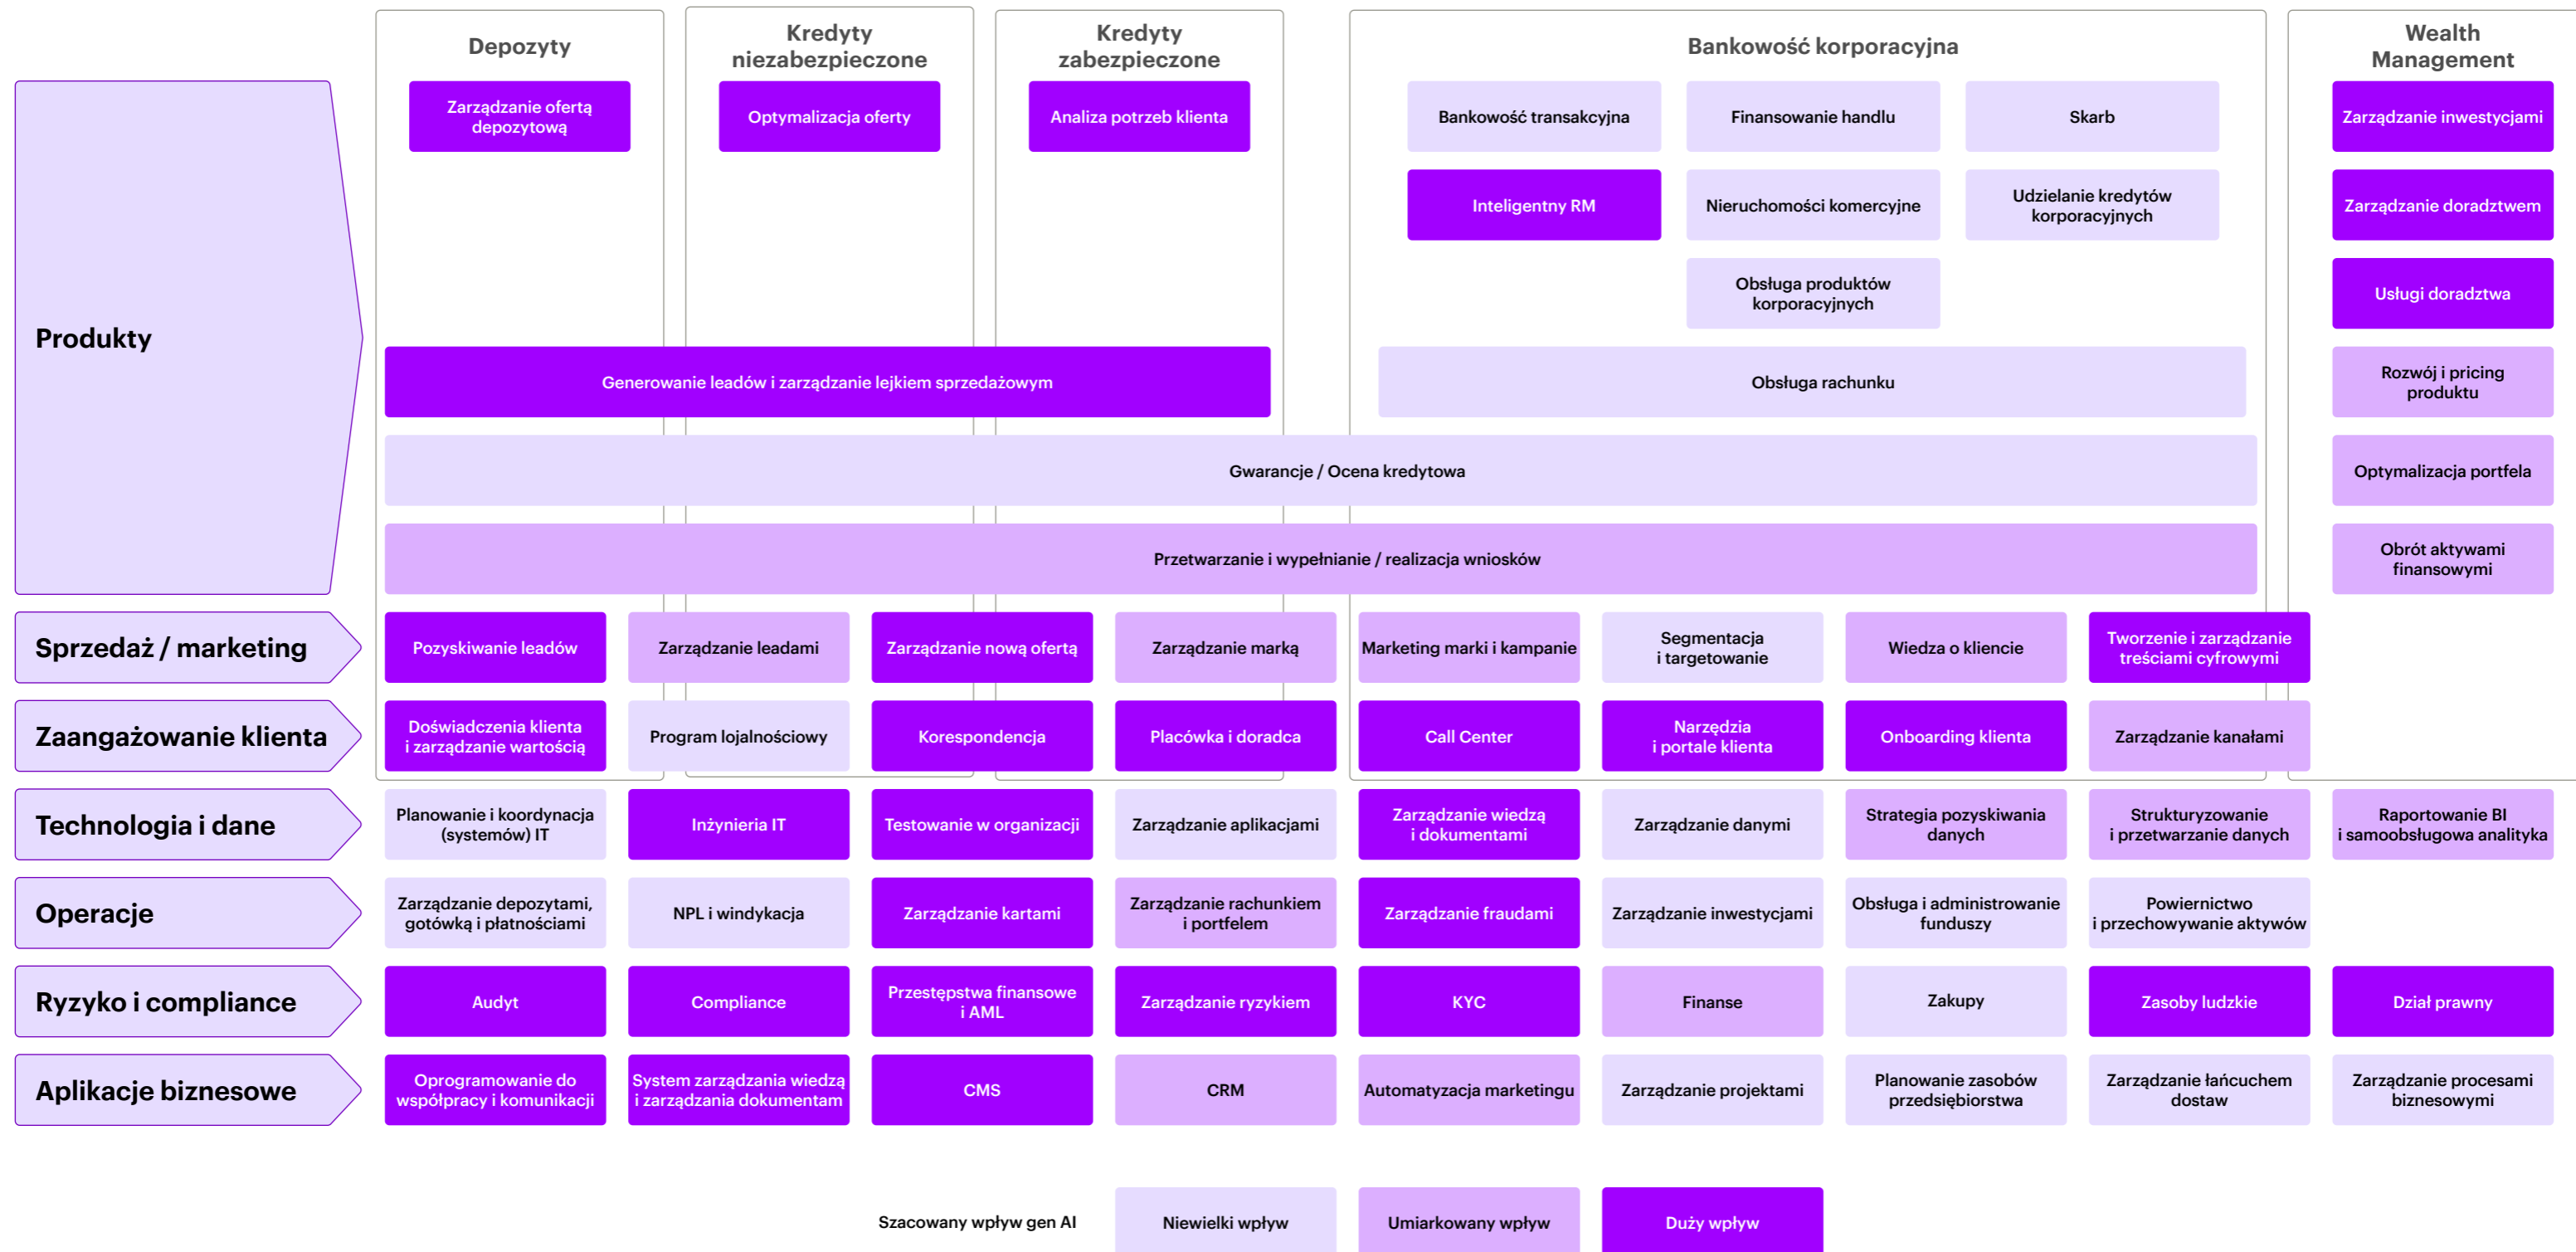 Depozyty
Kredyty
niezabezpieczone
Kredyty
zabezpieczone
Bankowość korporacyjna
Wealth
Management
Produkty
Zarządzanie ofertą
depozytową
Optymalizacja oferty
Analiza potrzeb klienta
Bankowość transakcyjna
Finansowanie handlu
Skarb
Zarządzanie inwestycjami
Inteligentny RM
Nieruchomości komercyjne
Udzielanie kredytów
korporacyjnych
Zarządzanie doradztwem
Obsługa produktów
korporacyjnych
Usługi doradztwa
Generowanie leadów i zarządzanie lejkiem sprzedażowym
Obsługa rachunku
Rozwój i pricing
produktu
Gwarancje / Ocena kredytowa
Optymalizacja portfela
Przetwarzanie i wypełnianie / realizacja wniosków
Obrót aktywami
finansowymi
Sprzedaż / marketing
Pozyskiwanie leadów
Zarządzanie leadami
Zarządzanie nową ofertą
Zarządzanie marką
Marketing marki i kampanie
Segmentacja
i targetowanie
Wiedza o kliencie
Tworzenie i zarządzanie
treściami cyfrowymi
Zaangażowanie klienta
Doświadczenia klienta
i zarządzanie wartością
Program lojalnościowy
Korespondencja
Placówka i doradca
Call Center
Narzędzia
i portale klienta
Onboarding klienta
Zarządzanie kanałami
Technologia i dane
Planowanie i koordynacja
(systemów) IT
Inżynieria IT
Testowanie w organizacji
Zarządzanie aplikacjami
Zarządzanie wiedzą
i dokumentami
Zarządzanie danymi
Strategia pozyskiwania
danych
Strukturyzowanie
i przetwarzanie danych
Raportowanie BI
i samoobsługowa analityka
Operacje
Zarządzanie depozytami,
gotówką i płatnościami
NPL i windykacja
Zarządzanie kartami
Zarządzanie rachunkiem
i portfelem
Zarządzanie fraudami
Zarządzanie inwestycjami
Obsługa i administrowanie
funduszy
Powiernictwo
i przechowywanie aktywów
Ryzyko i compliance
Audyt
Compliance
Przestępstwa finansowe
i AML
Zarządzanie ryzykiem
KYC
Finanse
Zakupy
Zasoby ludzkie
Dział prawny
Aplikacje biznesowe
Oprogramowanie do
współpracy i komunikacji
System zarządzania wiedzą
i zarządzania dokumentam
CMS
CRM
Automatyzacja marketingu
Zarządzanie projektami
Planowanie zasobów
przedsiębiorstwa
Zarządzanie łańcuchem
dostaw
Zarządzanie procesami
biznesowymi
Szacowany wpływ gen AI
Niewielki wpływ
Umiarkowany wpływ
Duży wpływ